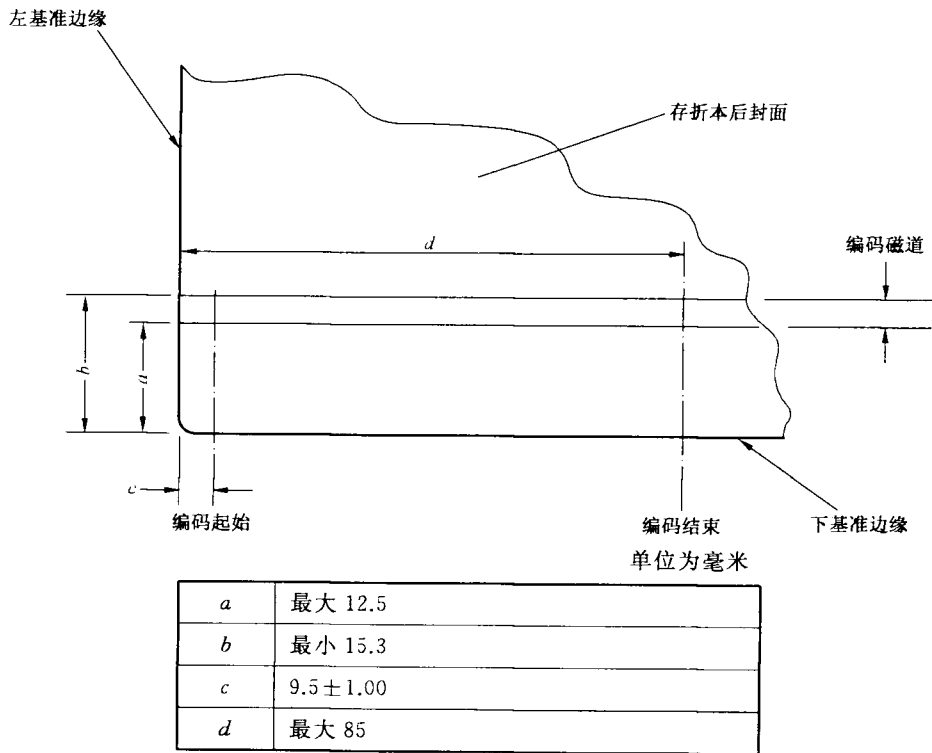 左基准边缘
存折本后封面
d
编码磁道
b
a
c
编码起始
编码结束
下基准边缘
单位为毫米
a 最大 12.5
b 最小 15.3
c 9.5±1.00
d 最大 85